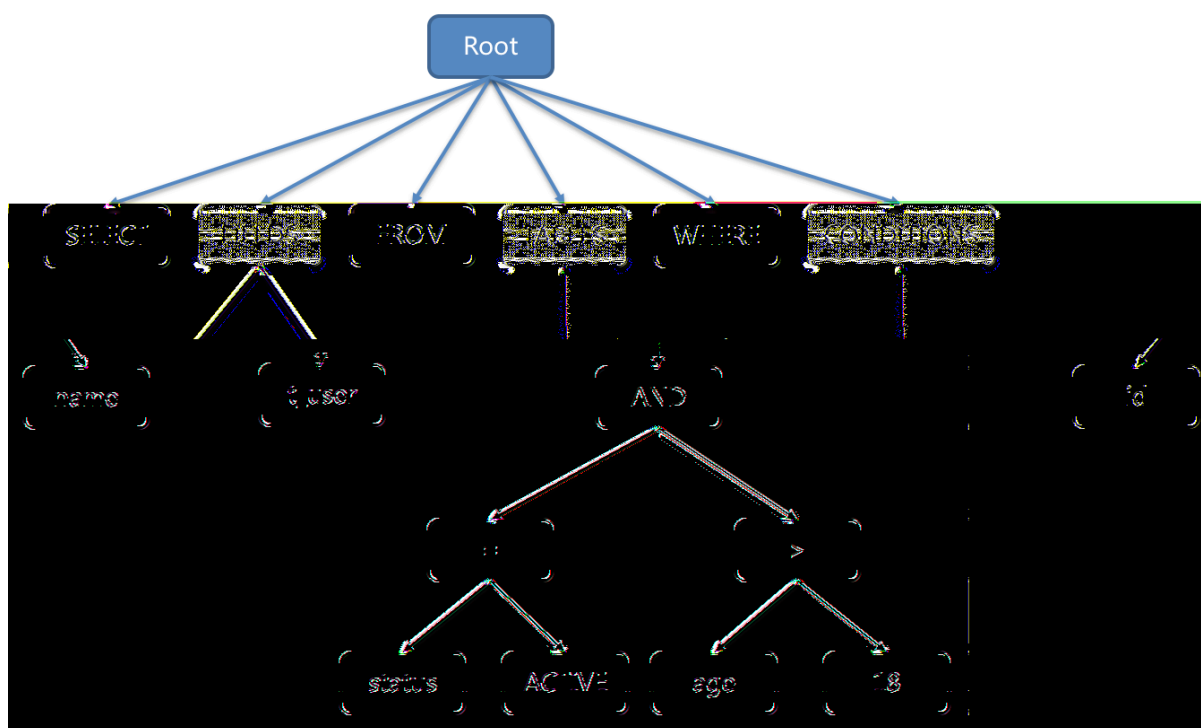 Root
SELECT FIELDS FROM TABLES WHERE CONDITIONS
name t_user AND id
= >
status ACTIVE age 18